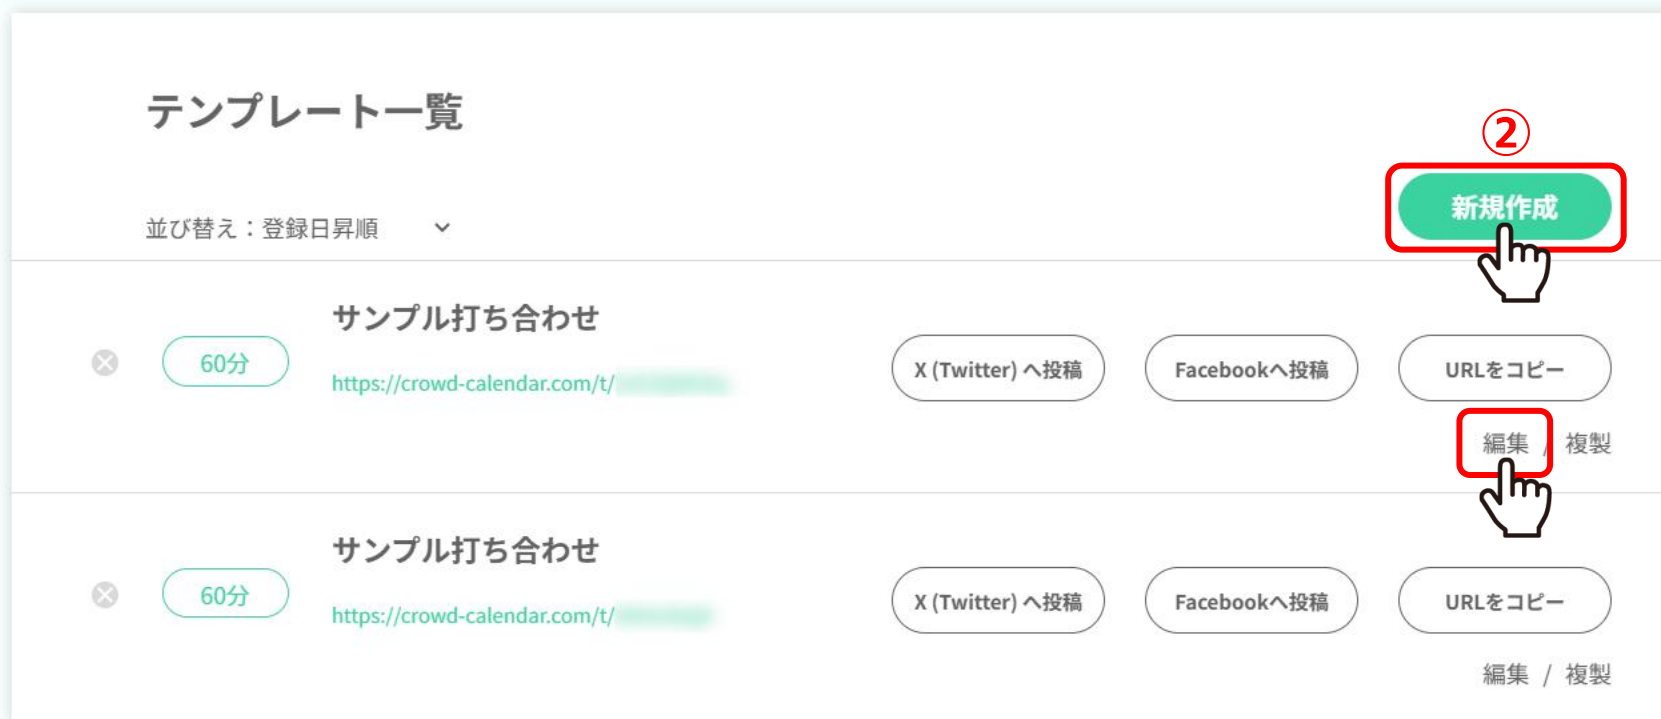 テンプレート一覧
②
新規作成
並び替え：登録日昇順
サンプル打ち合わせ
60分
https://crowd-calendar.com/t/
X (Twitter) へ投稿
Facebookへ投稿
URLをコピー
編集 / 複製
サンプル打ち合わせ
60分
https://crowd-calendar.com/t/
X (Twitter) へ投稿
Facebookへ投稿
URLをコピー
編集 / 複製